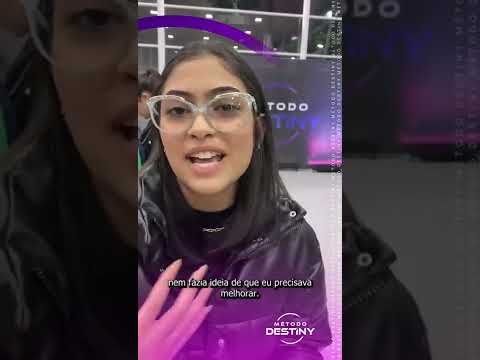 MÉTODO
DESTINY
nem fazia ideia de que eu precisava
melhorar.
MÉTODO
DESTINY